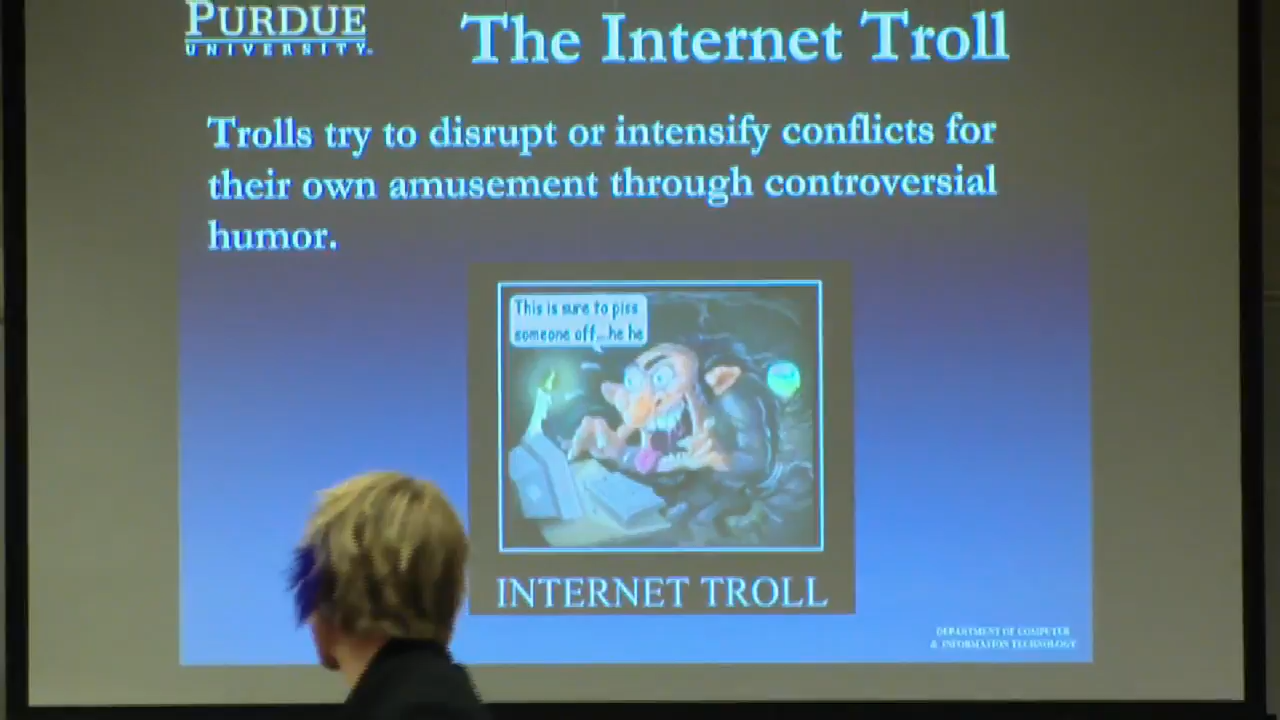 PURDUE
UNIVERSITY.
The Internet Troll
Trolls try to disrupt or intensify conflicts for
their own amusement through controversial
humor.
This is sure to piss
someone off...he he
INTERNET TROLL
DEPARTMENT OF COMPUTER
& INFORMATION TECHNOLOGY